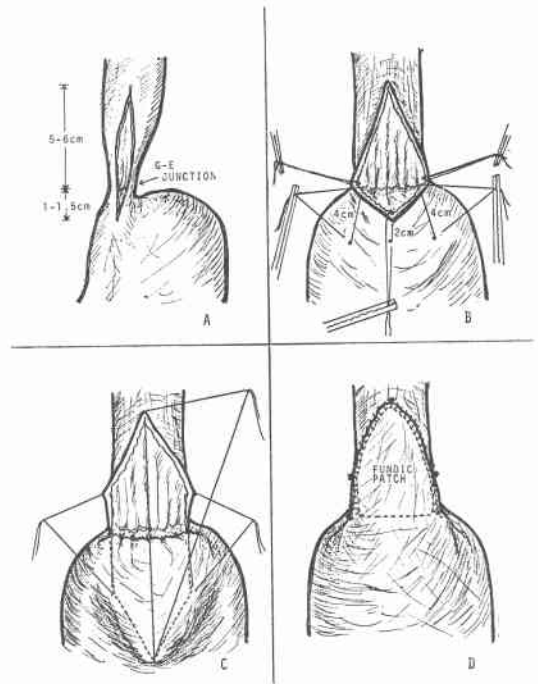 5-6cm
G-E
JUNCTION
1-1.5cm
A
4cm
4cm
2cm
B
C
FUNDIC
PATCH
D